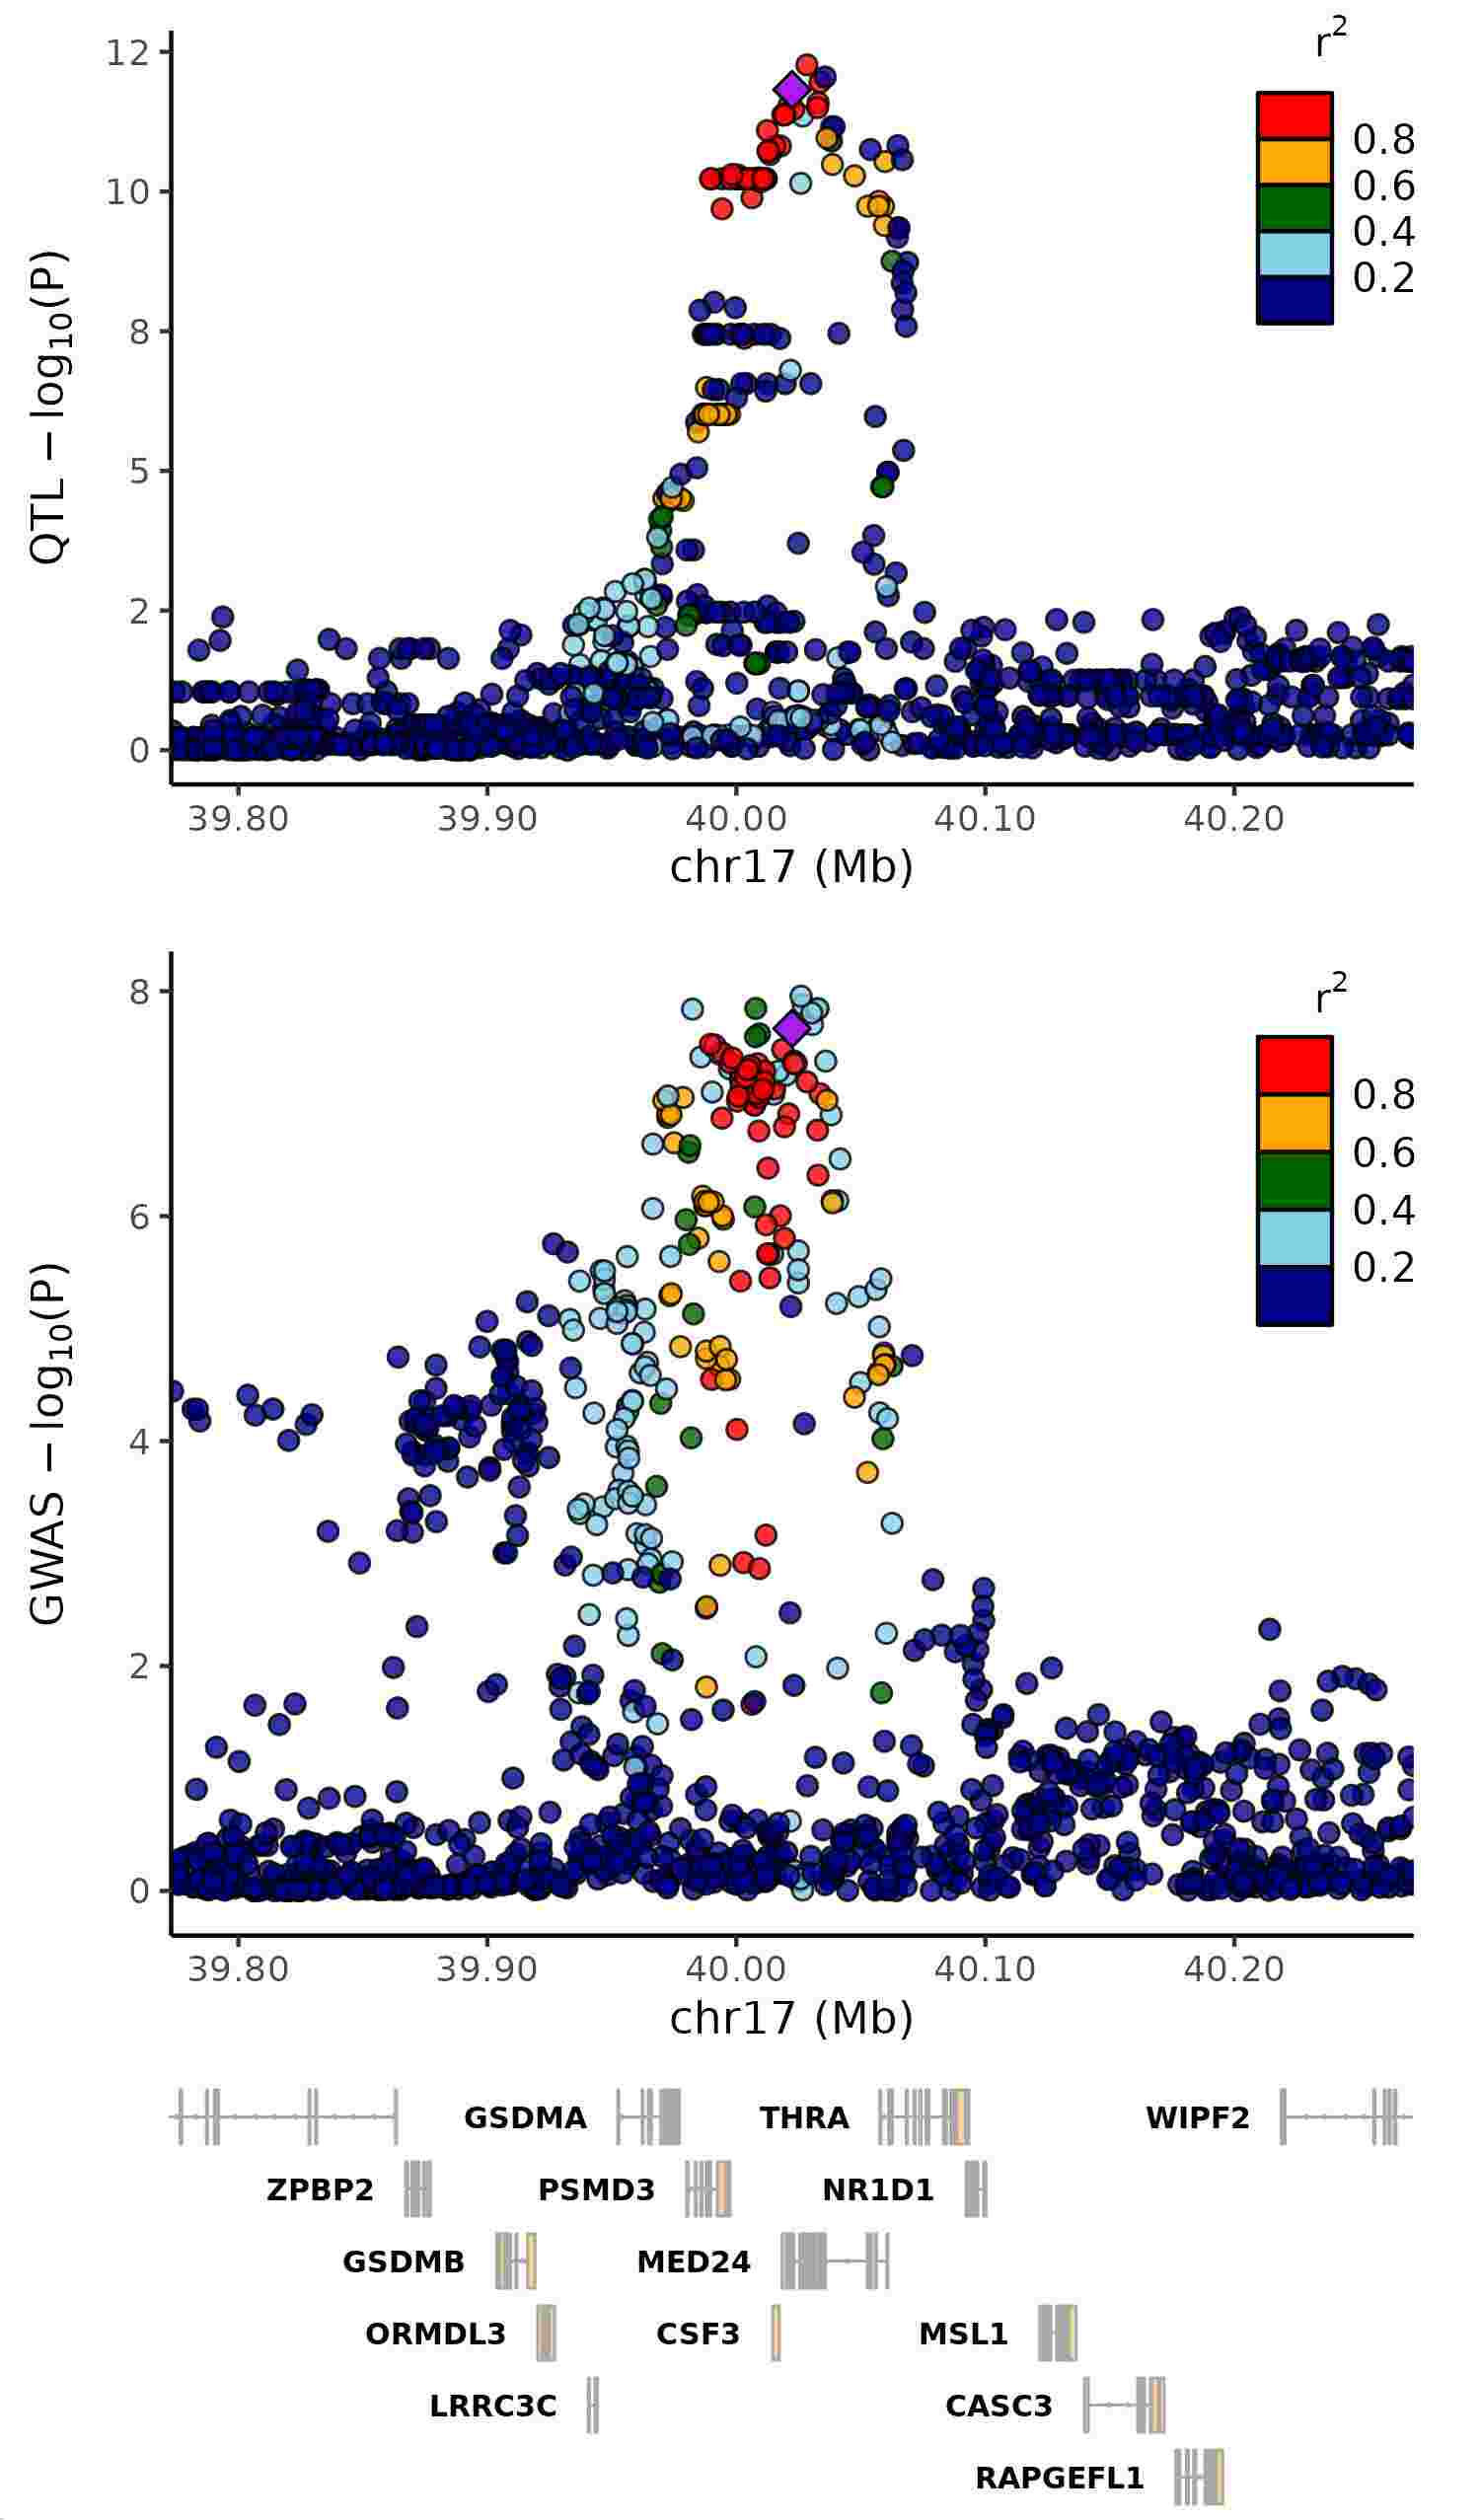 r2
12
10
8
5
2
0
0.8
0.6
0.4
0.2
QTL −log10(P)
39.80 39.90 40.00 40.10 40.20
chr17 (Mb)
r2
8
6
4
2
0
0.8
0.6
0.4
0.2
GWAS −log10(P)
39.80 39.90 40.00 40.10 40.20
chr17 (Mb)
GSDMA THRA WIPF2
ZPBP2 PSMD3 NR1D1
GSDMB MED24
ORMDL3 CSF3 MSL1
LRRC3C CASC3
RAPGEFL1